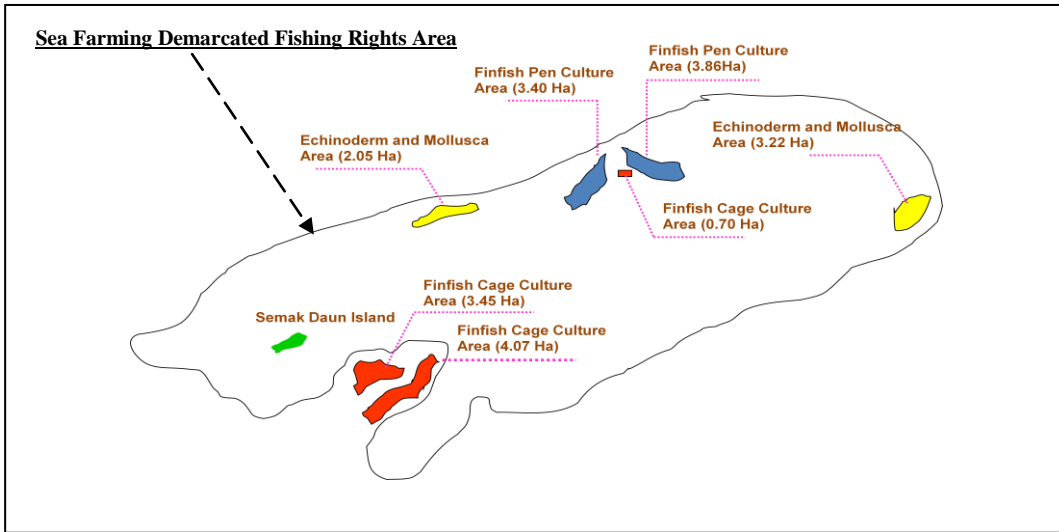 Sea Farming Demarcated Fishing Rights Area
Finfish Pen Culture
Area (3.40 Ha)
Finfish Pen Culture
Area (3.86Ha)
Echinoderm and Mollusca
Area (2.05 Ha)
Echinoderm and Mollusca
Area (3.22 Ha)
Finfish Cage Culture
Area (0.70 Ha)
Finfish Cage Culture
Area (3.45 Ha)
Semak Daun Island
Finfish Cage Culture
Area (4.07 Ha)